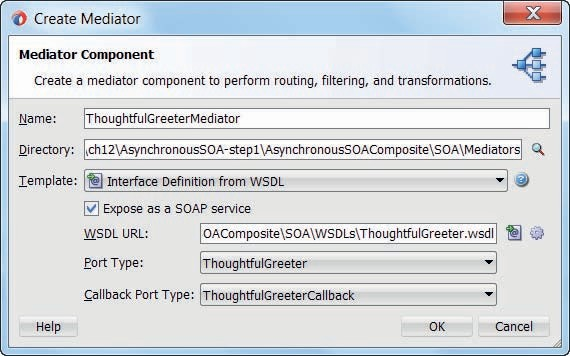 Create Mediator
Mediator Component
Create a mediator component to perform routing, filtering, and transformations.
Name: ThoughtfulGreeterMediator
Directory: \ch12\AsynchronousSOA-step1\AsynchronousSOAComposite\SOA\Mediators
Template: Interface Definition from WSDL
Expose as a SOAP service
WSDL URL: OAComposite\SOA\WSDLs\ThoughtfulGreeter.wsdl
Port Type: ThoughtfulGreeter
Callback Port Type: ThoughtfulGreeterCallback
Help OK Cancel